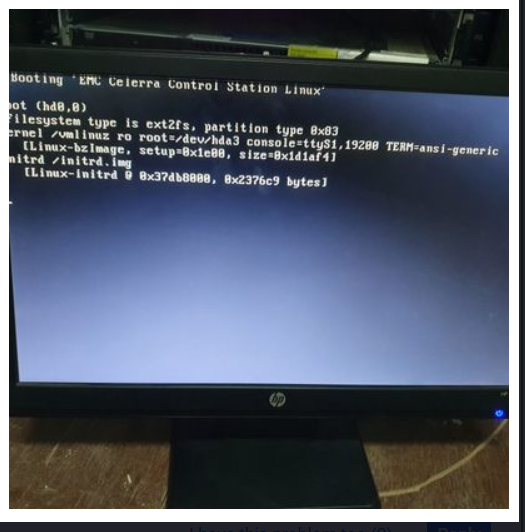 Booting 'EMC Celerra Control Station Linux'
oot (hd0,0)
Filesystem type is ext2fs, partition type 0x83
ernel /vmlinuz ro root=/dev/hda3 console=ttyS1,19200 TERM=ansi-generic
[Linux-bzImage, setup=0x1e00, size=0x1d1af4]
nitrd /initrd.img
[Linux-initrd @ 0x37db8000, 0x2376c9 bytes]
hp